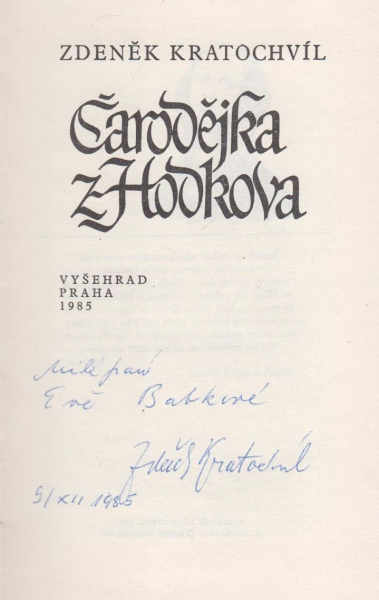 ZDENĚK KRATOCHVÍL
Čarodějka
z Hodkova
VYŠEHRAD
PRAHA
1985
Milé paní
Evě Babkové
Zdeněk Kratochvíl
9/XII 1985